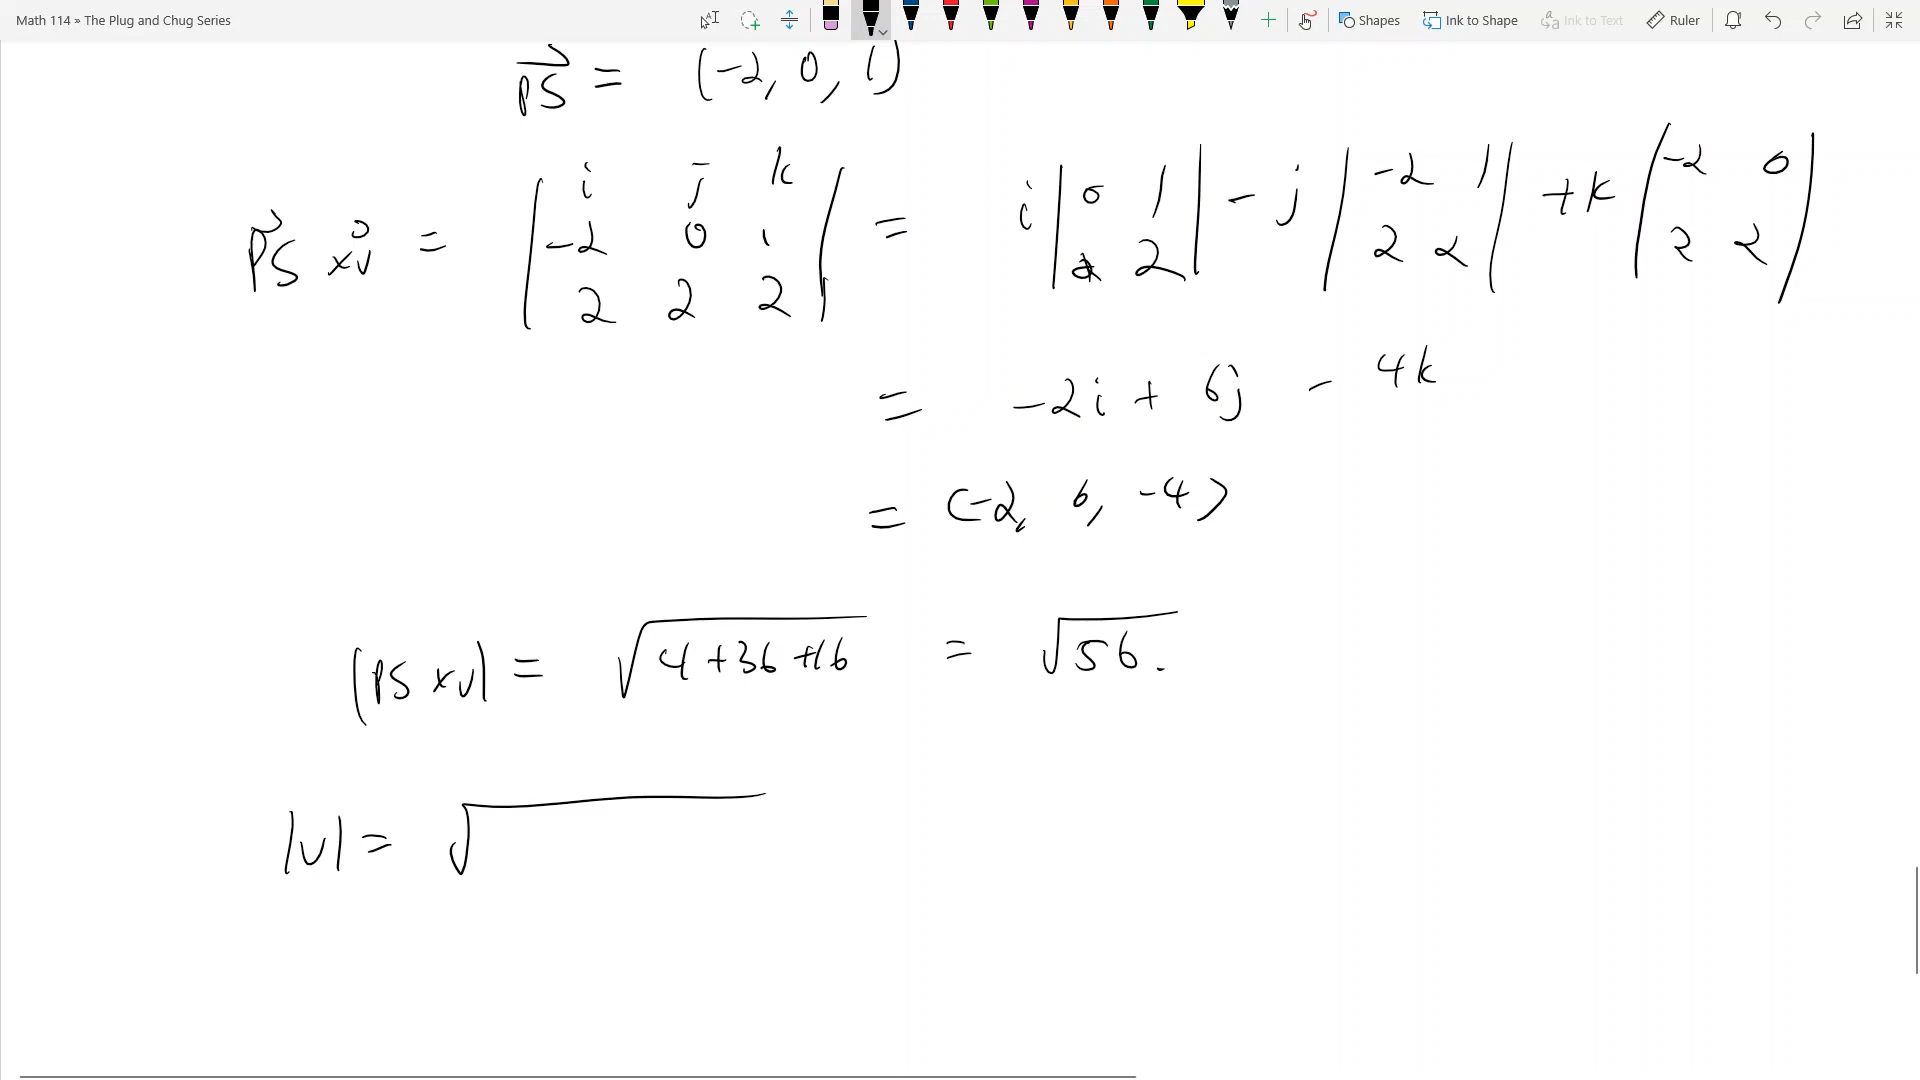 Math 114 » The Plug and Chug Series
Shapes Ink to Shape Ink to Text Ruler
PS = (-2, 0, 1)
i j k
PS x v = | -2 0 1 | = i | 0 1 | - j | -2 1 | + k | -2 0 |
2 2 2 2 2 2 2 2 2
= -2i + 6j - 4k
= (-2, 6, -4)
|PS x v| = √4+36+16 = √56.
|v| = √